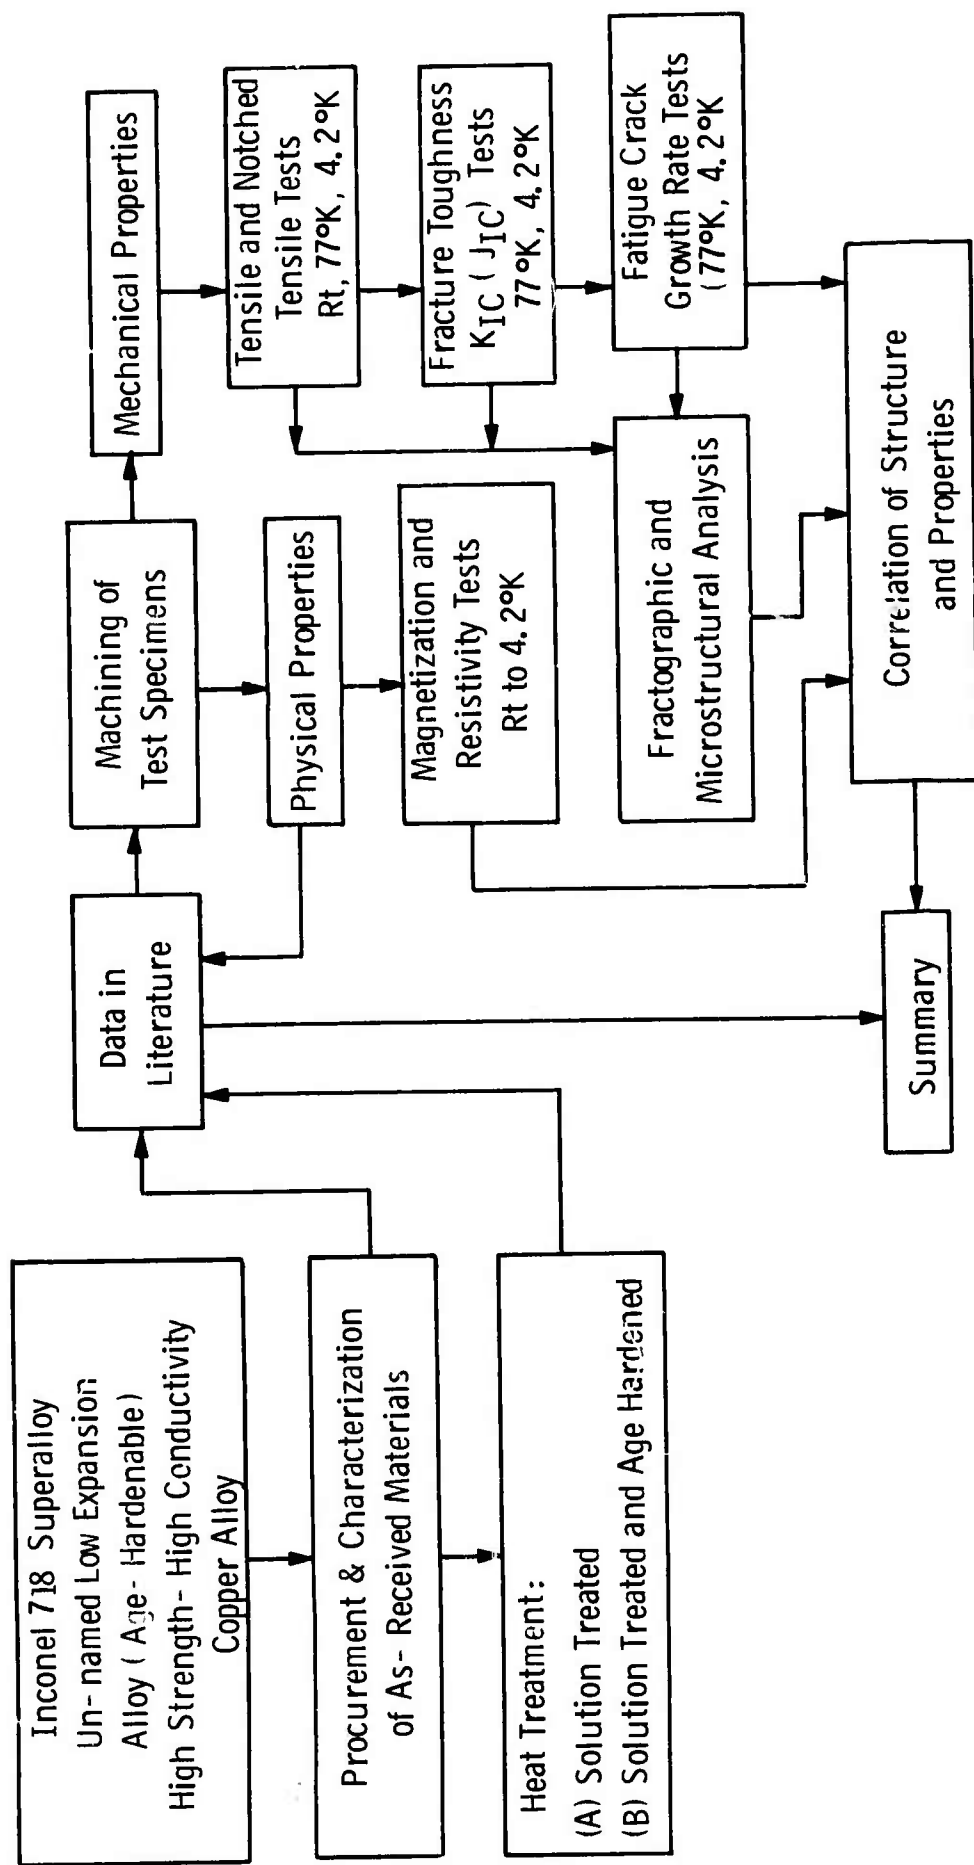 Inconel 718 Superalloy
Un-named Low Expansion
Alloy (Age-Hardenable)
High Strength-High Conductivity
Copper Alloy
Procurement & Characterization
of As-Received Materials
Heat Treatment:
(A) Solution Treated
(B) Solution Treated and Age Hardened
Data in
Literature
Summary
Machining of
Test Specimens
Physical Properties
Magnetization and
Resistivity Tests
Rt to 4.2°K
Mechanical Properties
Tensile and Notched
Tensile Tests
Rt, 77°K, 4.2°K
Fracture Toughness
KIC (JIC) Tests
77°K, 4.2°K
Fatigue Crack
Growth Rate Tests
(77°K, 4.2°K
Fractographic and
Microstructural Analysis
Correlation of Structure
and Properties